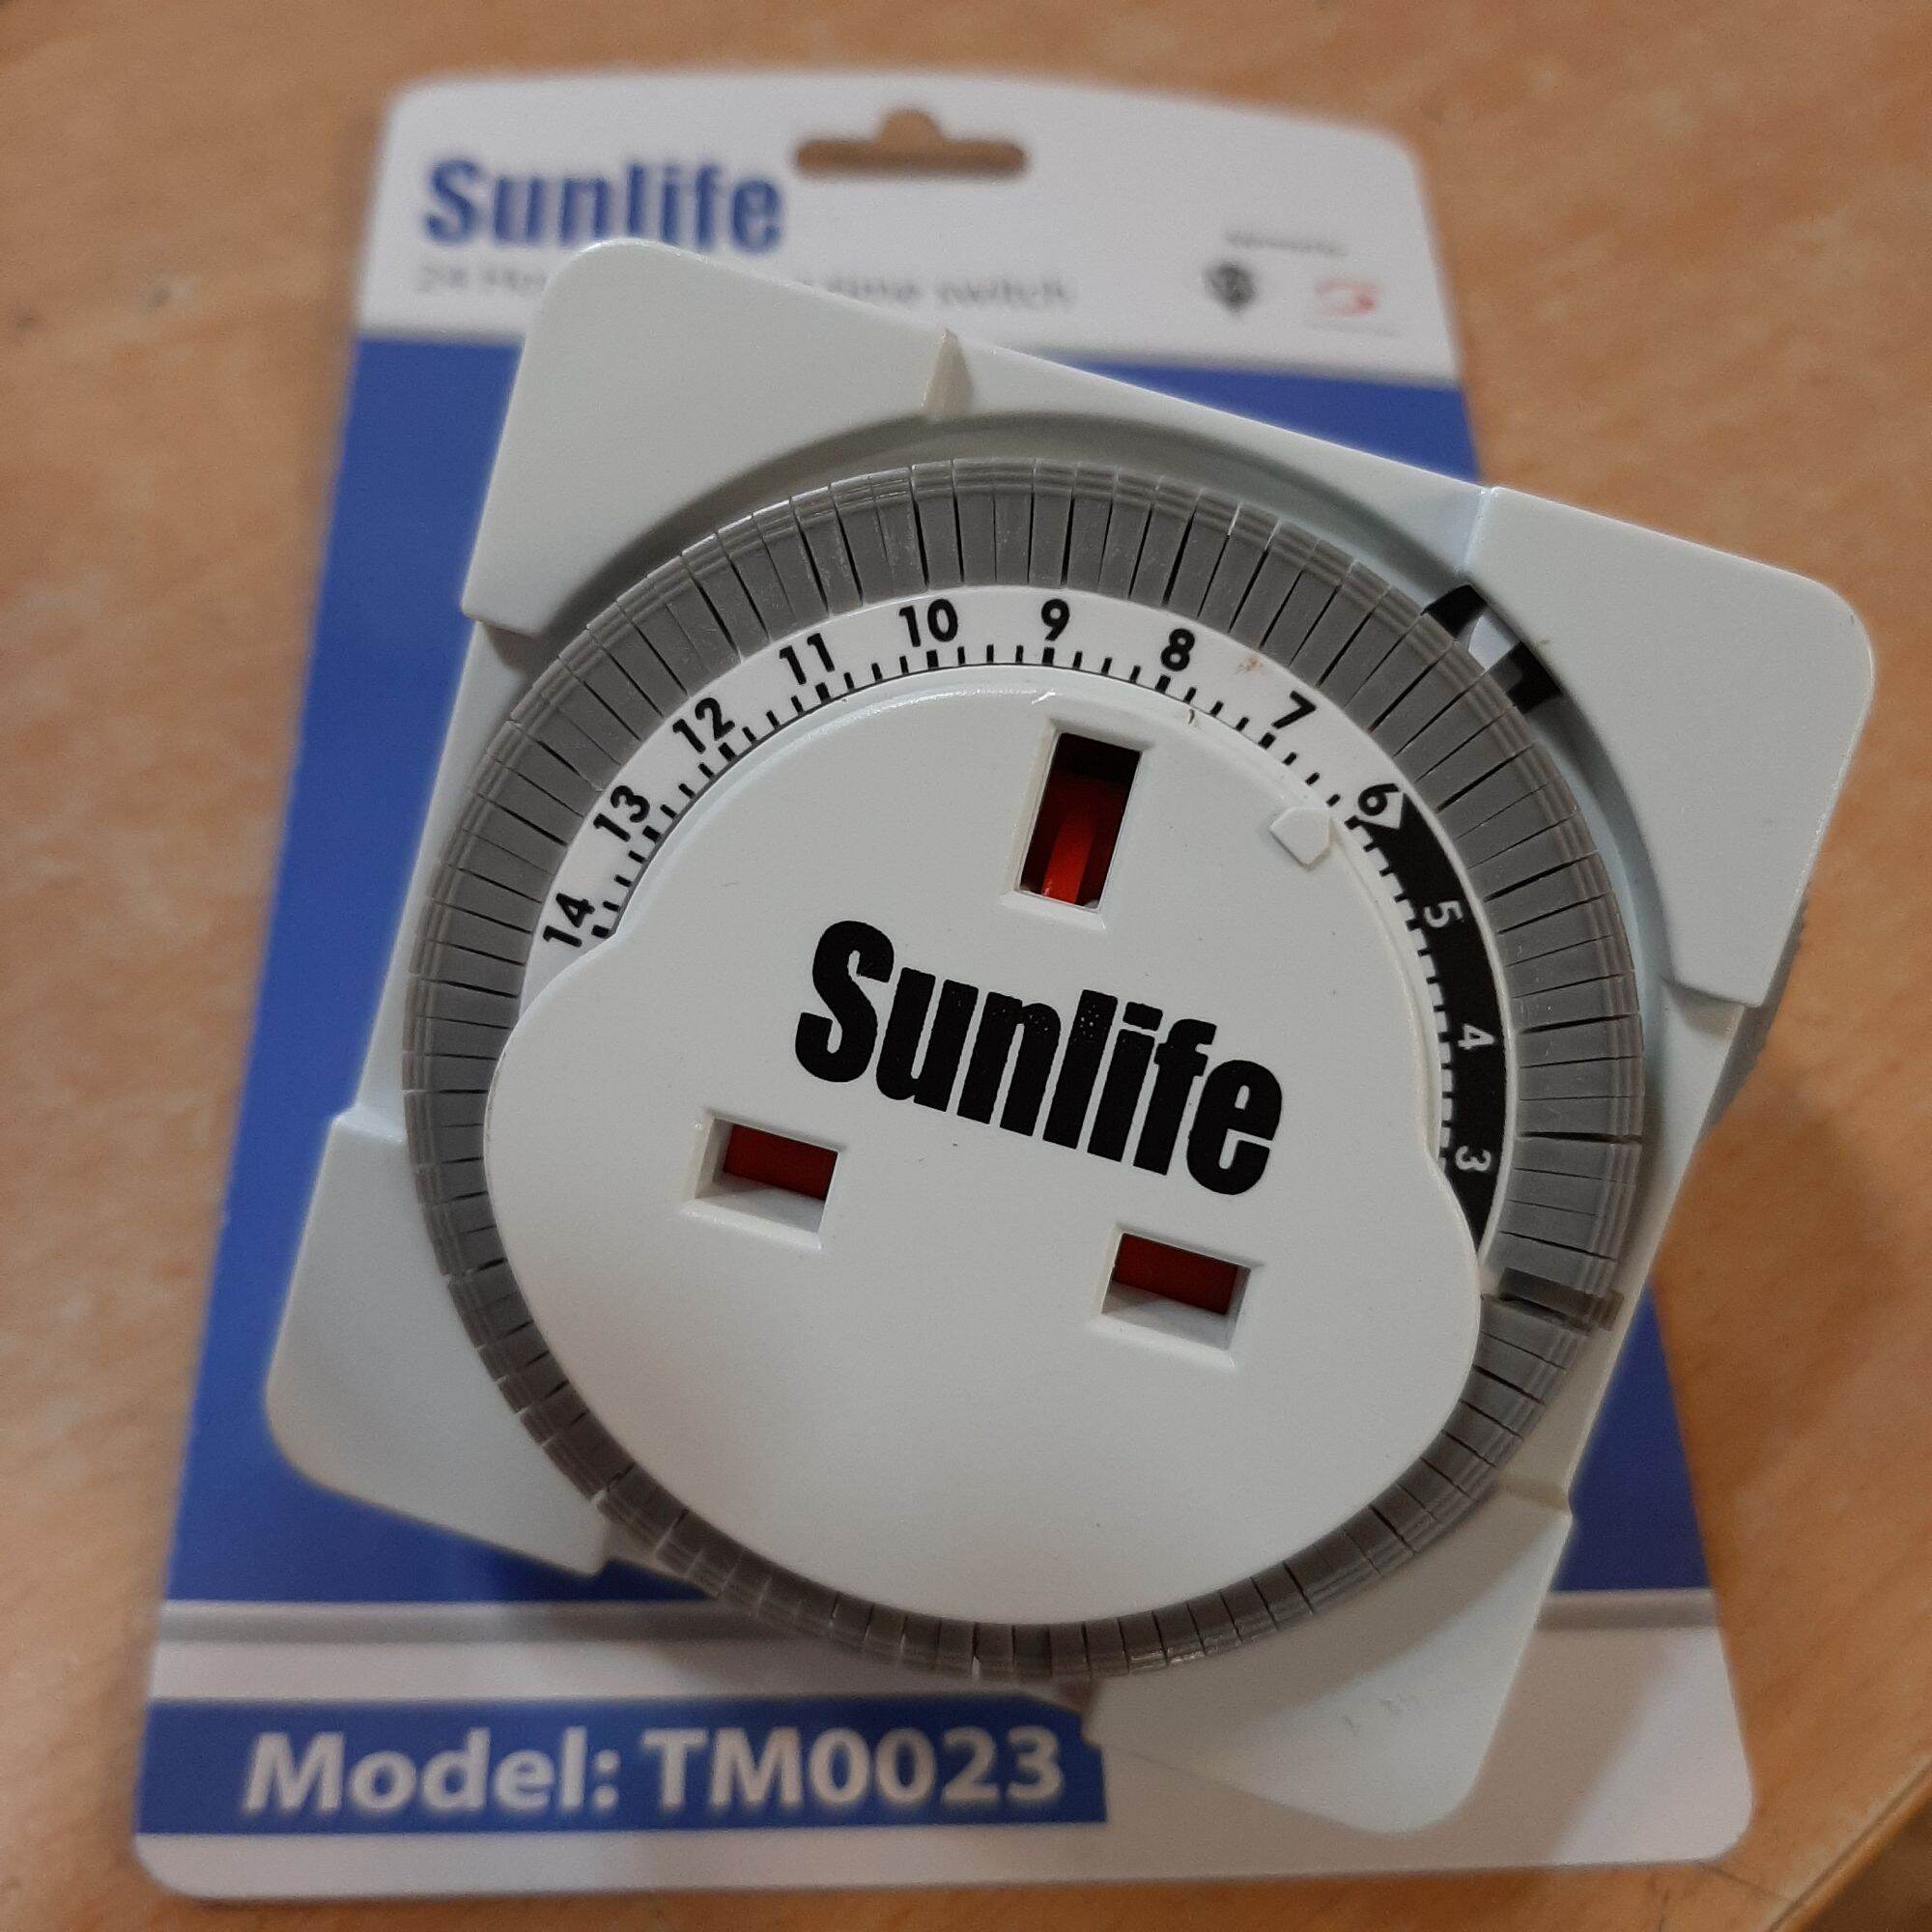 Sunlife
24 time switch
14 13 12 11 10 9 8 7 6 5 4 3
Sunlife
Model: TM0023